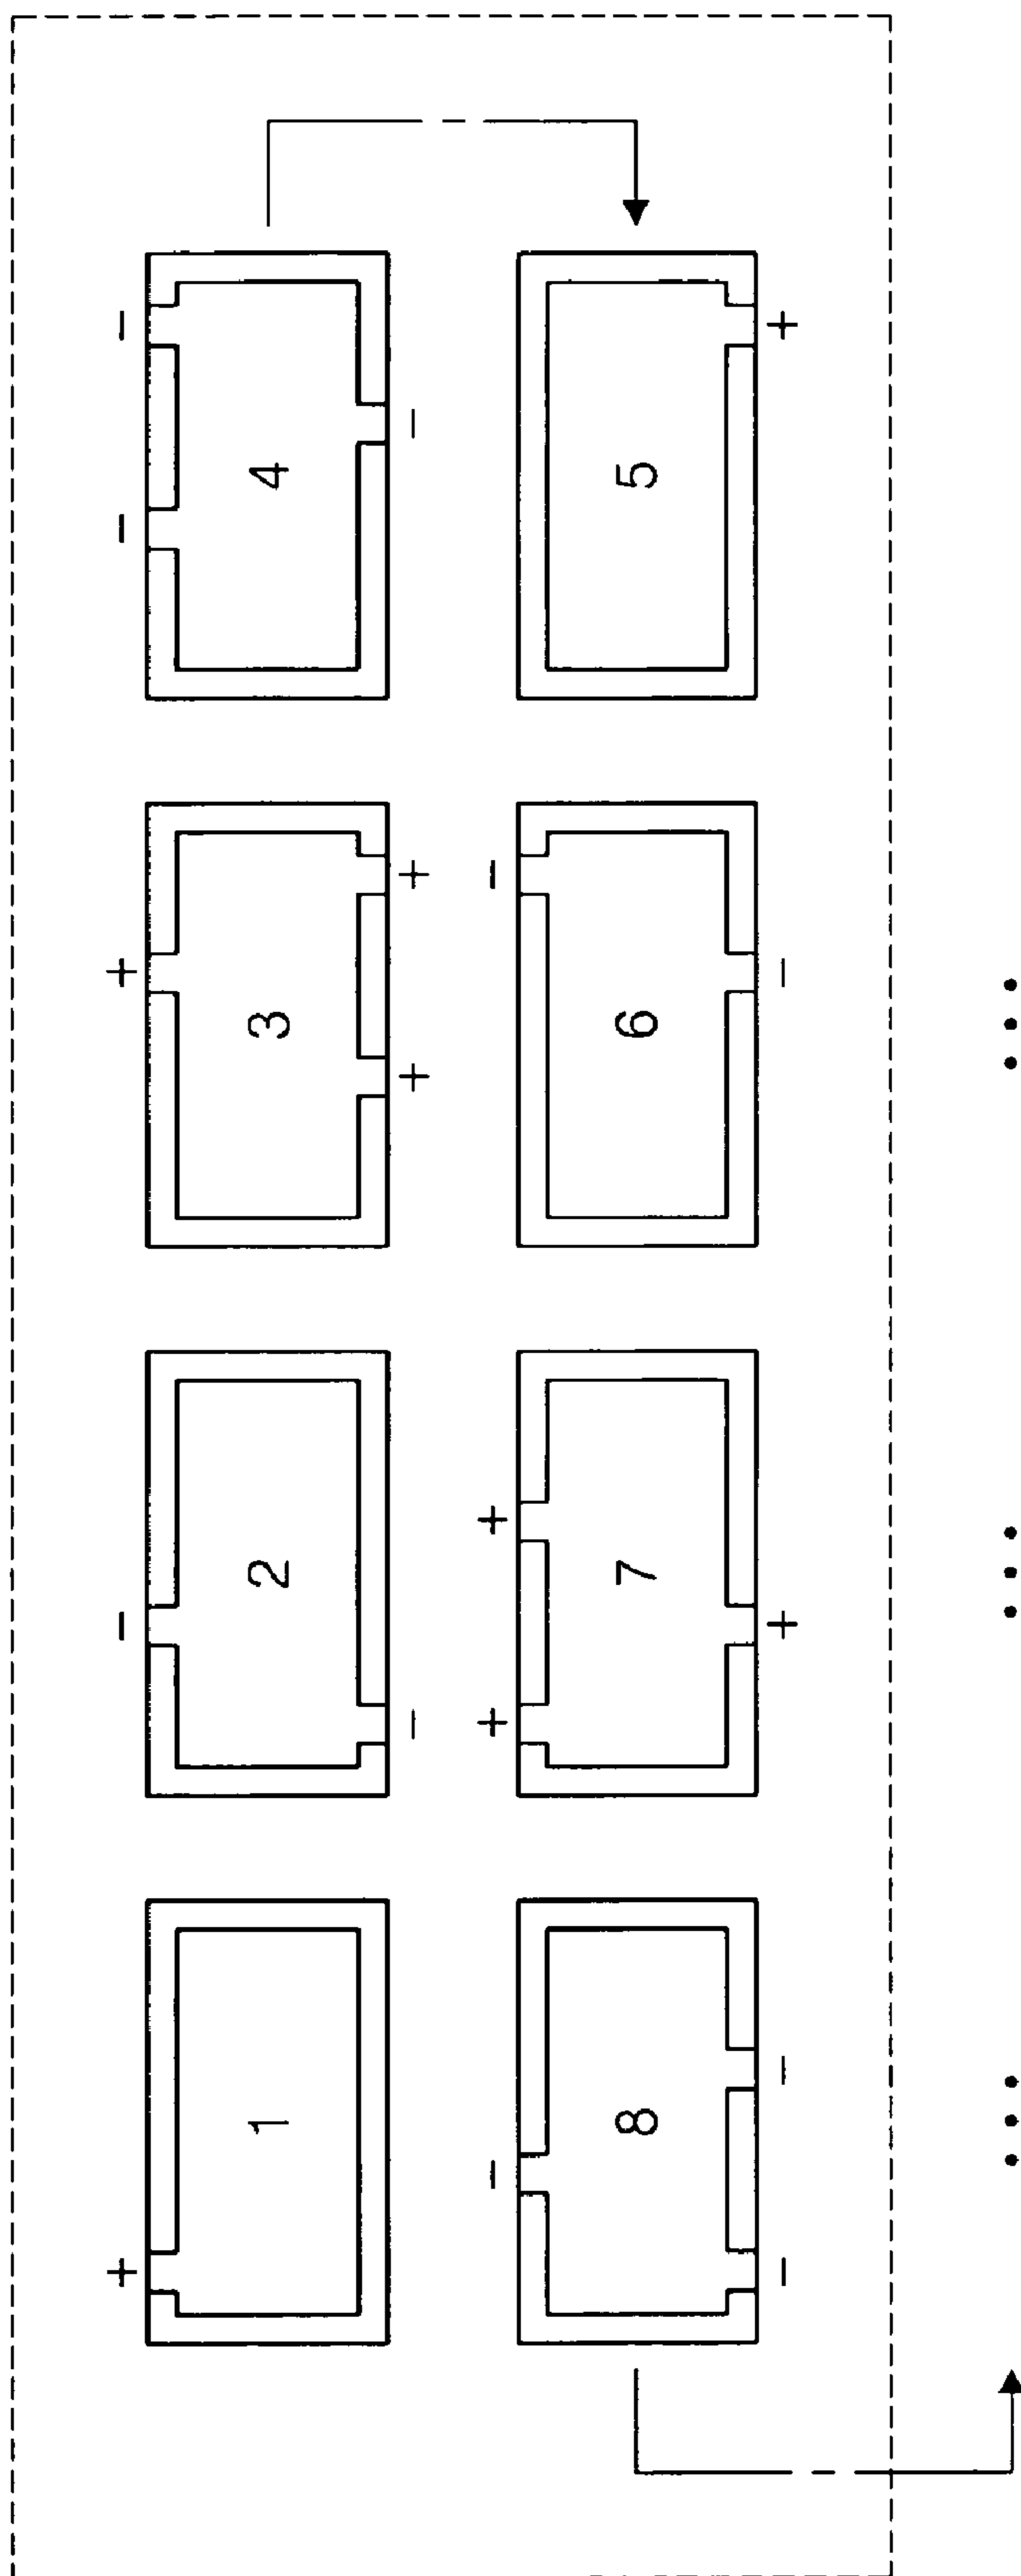 + − + − −
1 2 3 4
− + + −
− + + −
8 7 6 5
− − + − +